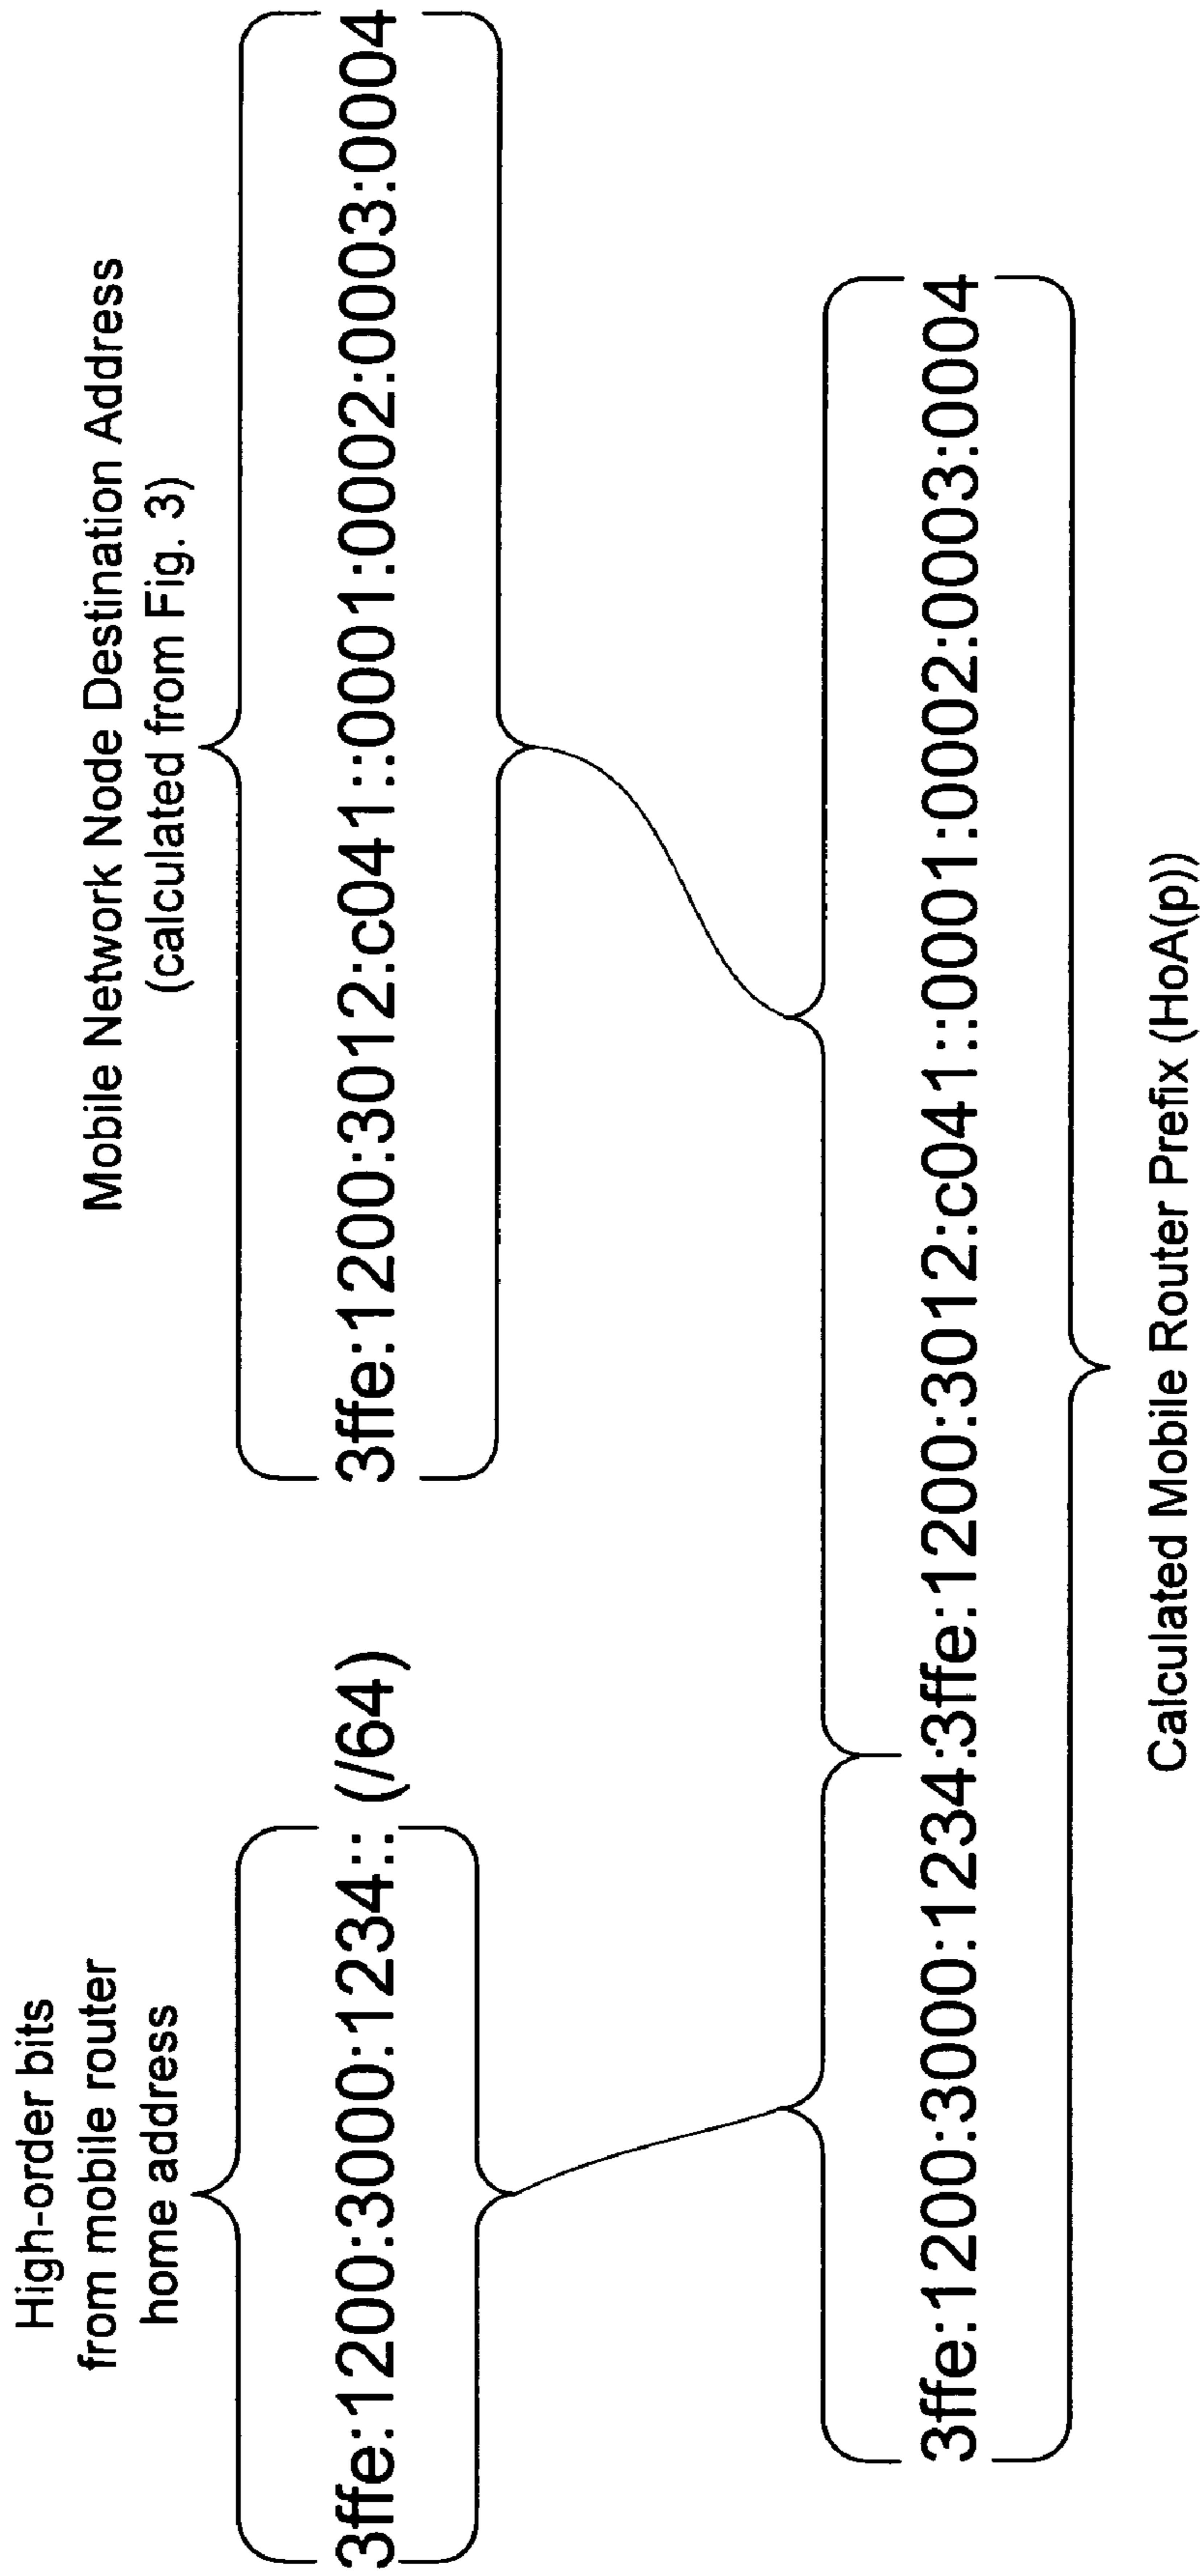 High-order bits
from mobile router
home address
3ffe:1200:3000:1234:: (/64)
Mobile Network Node Destination Address
(calculated from Fig. 3)
3ffe:1200:3012:c041::0001:0002:0003:0004
3ffe:1200:3000:1234:3ffe:1200:3012:c041::0001:0002:0003:0004
Calculated Mobile Router Prefix (HoA(p))